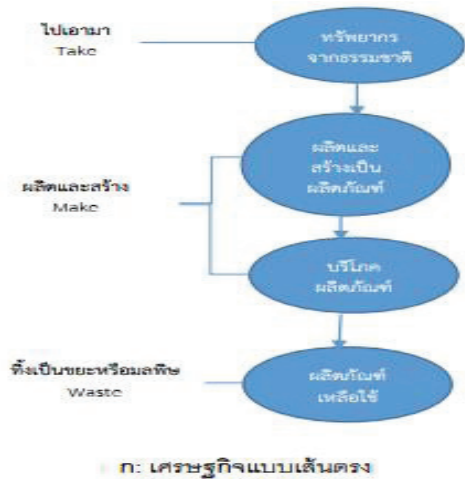 ไปเอามา
Take
ทรัพยากร
จากธรรมชาติ
ผลิตและ
สร้างเป็น
ผลิตภัณฑ์
ผลิตและสร้าง
Make
บริโภค
ผลิตภัณฑ์
ทิ้งเป็นขยะหรือมลพิษ
Waste
ผลิตภัณฑ์
เหลือใช้
ก: เศรษฐกิจแบบเส้นตรง